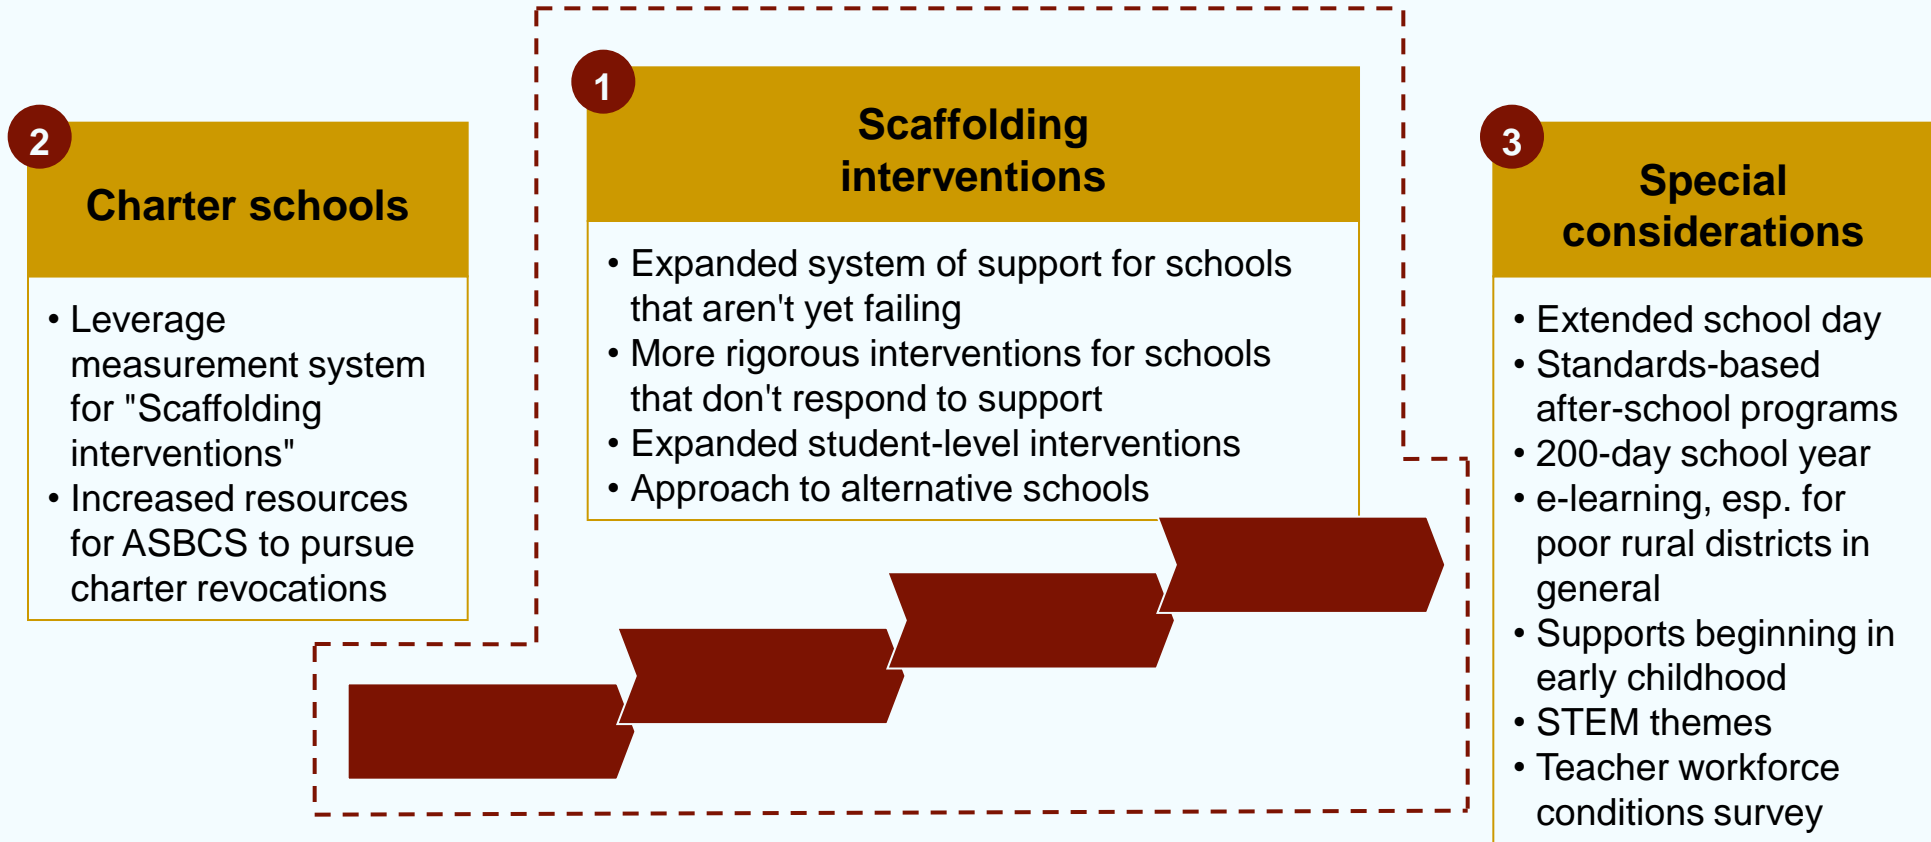 2
Charter schools
• Leverage
measurement system
for "Scaffolding
interventions"
• Increased resources
for ASBCS to pursue
charter revocations
1
Scaffolding
interventions
• Expanded system of support for schools
that aren't yet failing
• More rigorous interventions for schools
that don't respond to support
• Expanded student-level interventions
• Approach to alternative schools
3
Special
considerations
• Extended school day
• Standards-based
after-school programs
• 200-day school year
• e-learning, esp. for
poor rural districts in
general
• Supports beginning in
early childhood
• STEM themes
• Teacher workforce
conditions survey